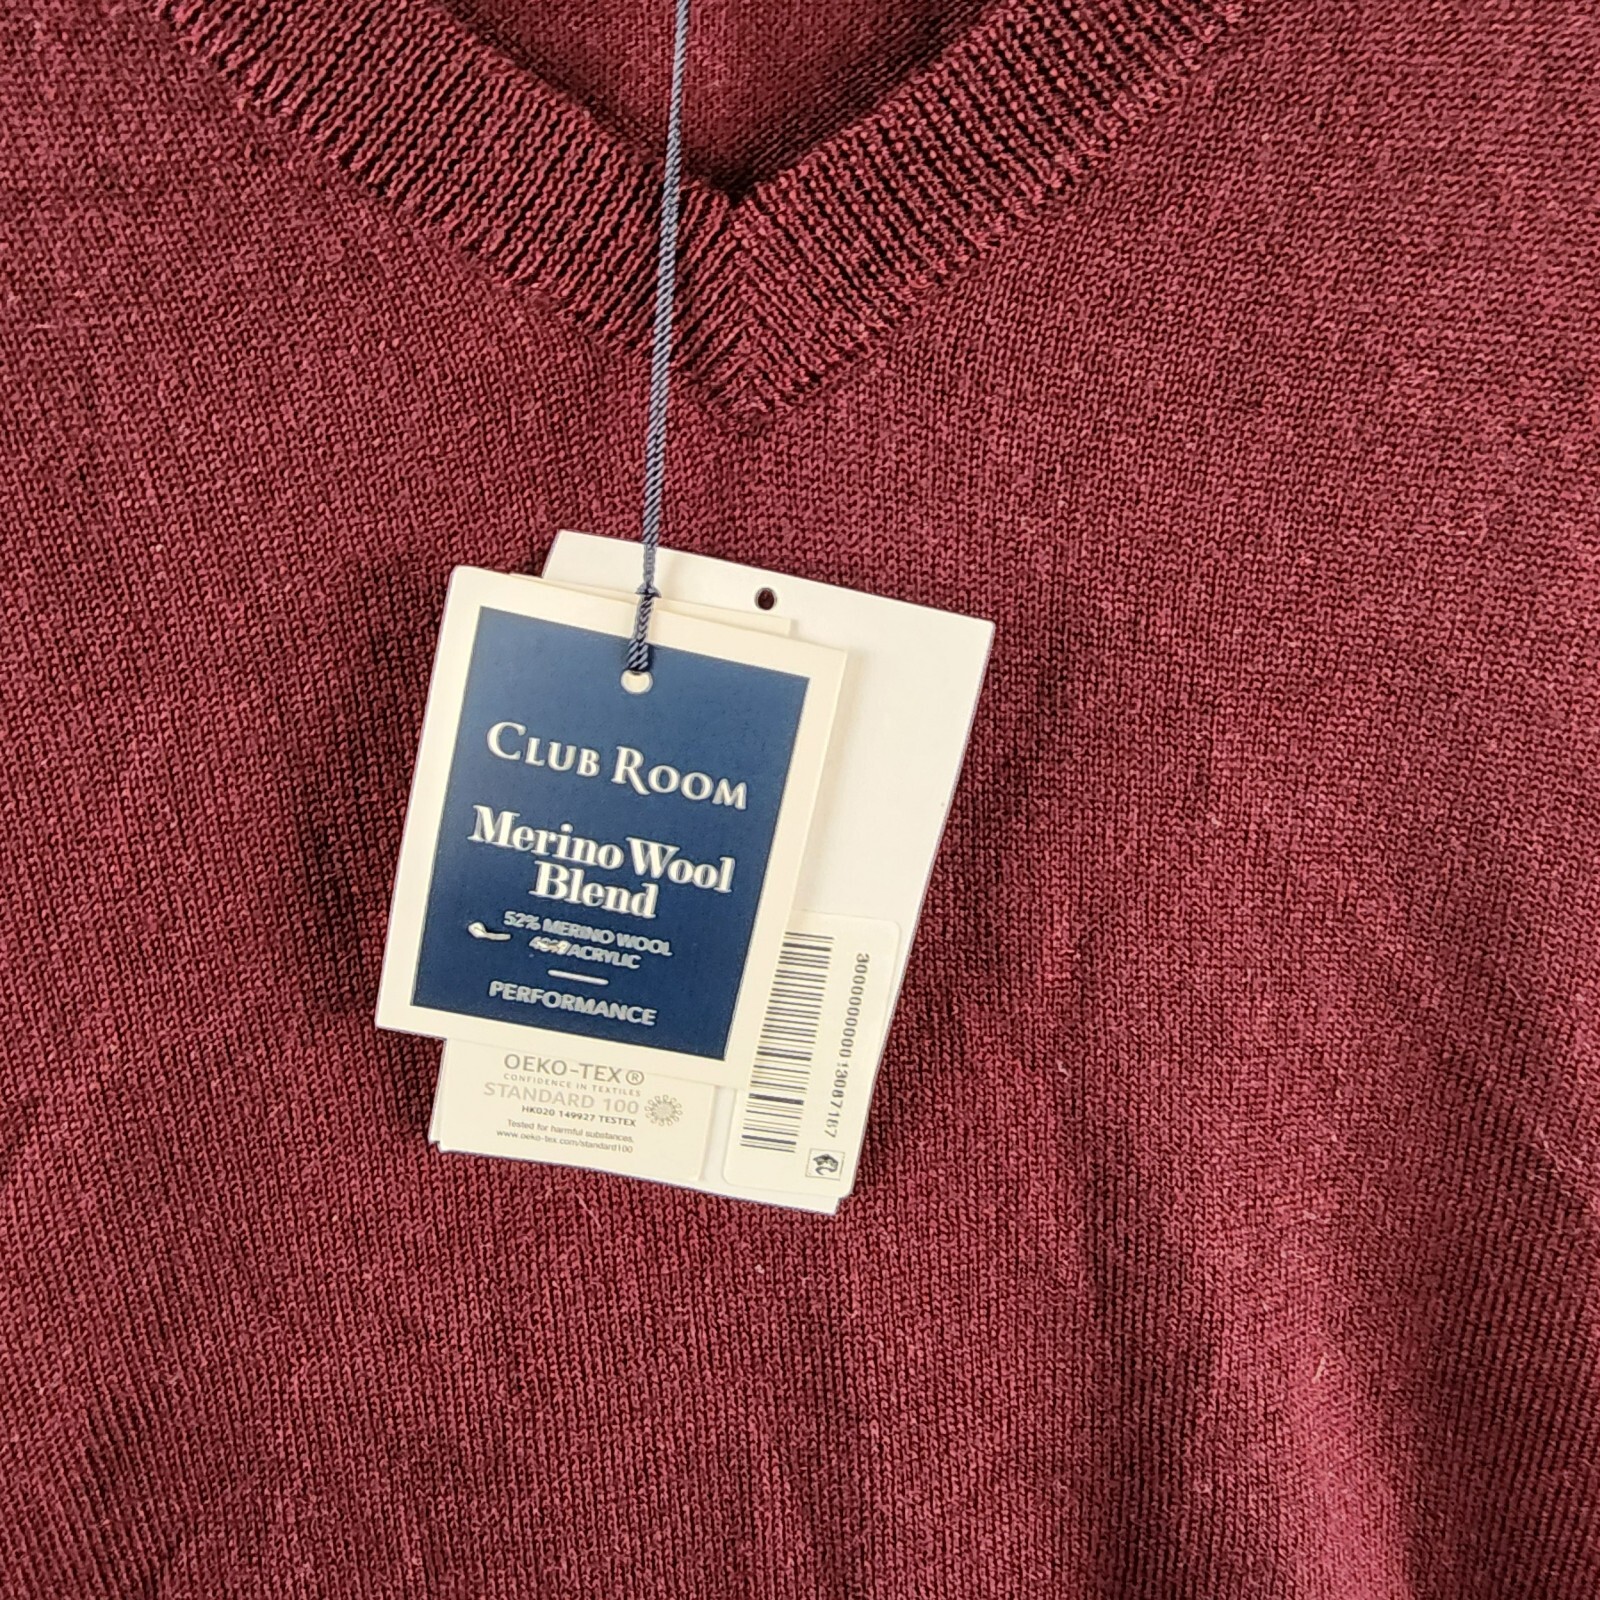 CLUB ROOM
Merino Wool
Blend
52% MERINO WOOL
ACRYLIC
PERFORMANCE
OEKO-TEX®
CONFIDENCE IN TEXTILES
STANDARD 100
HK020 149927 TESTEX
Tested for harmful substances.
www.oeko-tex.com/standard100